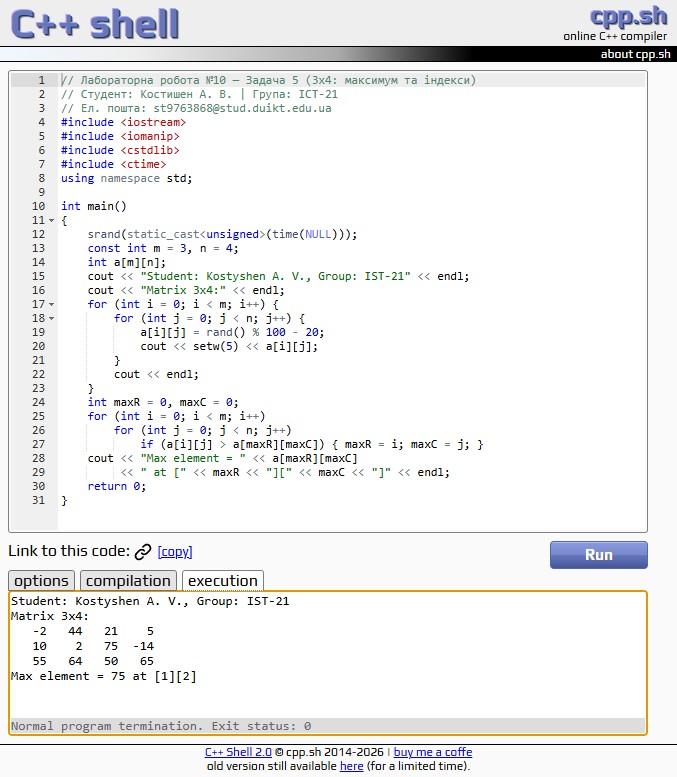 C++ shell
cpp.sh
online C++ compiler
about cpp.sh
1 // Лабораторна робота №10 — Задача 5 (3x4: максимум та індекси)
2 // Студент: Костишен А. В. | Група: ІСТ-21
3 // Ел. пошта: st9763868@stud.duikt.edu.ua
4 #include <iostream>
5 #include <iomanip>
6 #include <cstdlib>
7 #include <ctime>
8 using namespace std;
9
10 int main()
11 {
12     srand(static_cast<unsigned>(time(NULL)));
13     const int m = 3, n = 4;
14     int a[m][n];
15     cout << "Student: Kostyshen A. V., Group: IST-21" << endl;
16     cout << "Matrix 3x4:" << endl;
17     for (int i = 0; i < m; i++) {
18         for (int j = 0; j < n; j++) {
19             a[i][j] = rand() % 100 - 20;
20             cout << setw(5) << a[i][j];
21         }
22         cout << endl;
23     }
24     int maxR = 0, maxC = 0;
25     for (int i = 0; i < m; i++)
26         for (int j = 0; j < n; j++)
27             if (a[i][j] > a[maxR][maxC]) { maxR = i; maxC = j; }
28     cout << "Max element = " << a[maxR][maxC]
29          << " at [" << maxR << "][" << maxC << "]" << endl;
30     return 0;
31 }
Link to this code: [copy]
Run
options compilation execution
Student: Kostyshen A. V., Group: IST-21
Matrix 3x4:
   -2   44   21    5
   10    2   75  -14
   55   64   50   65
Max element = 75 at [1][2]
Normal program termination. Exit status: 0
C++ Shell 2.0 © cpp.sh 2014-2026 | buy me a coffe
old version still available here (for a limited time).